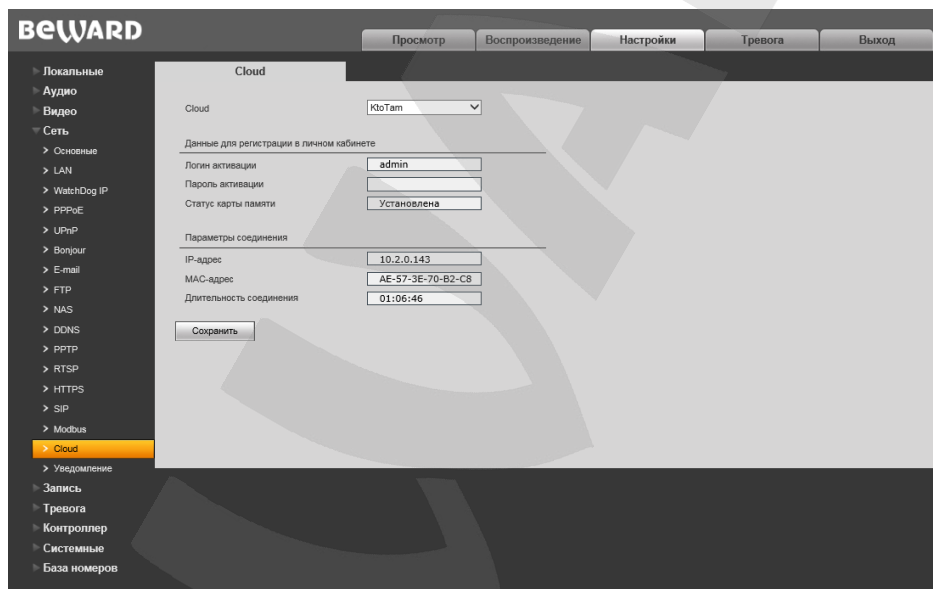 BEWARD
Просмотр
Воспроизведение
Настройки
Тревога
Выход
Локальные
Аудио
Видео
Сеть
Основные
LAN
WatchDog IP
PPPoE
UPnP
Bonjour
E-mail
FTP
NAS
DDNS
PPTP
RTSP
HTTPS
SIP
Modbus
Cloud
Уведомление
Запись
Тревога
Контроллер
Системные
База номеров
Cloud
Cloud KtoTam
Данные для регистрации в личном кабинете
Логин активации admin
Пароль активации
Статус карты памяти Установлена
Параметры соединения
IP-адрес 10.2.0.143
MAC-адрес AE-57-3E-70-B2-C8
Длительность соединения 01:06:46
Сохранить